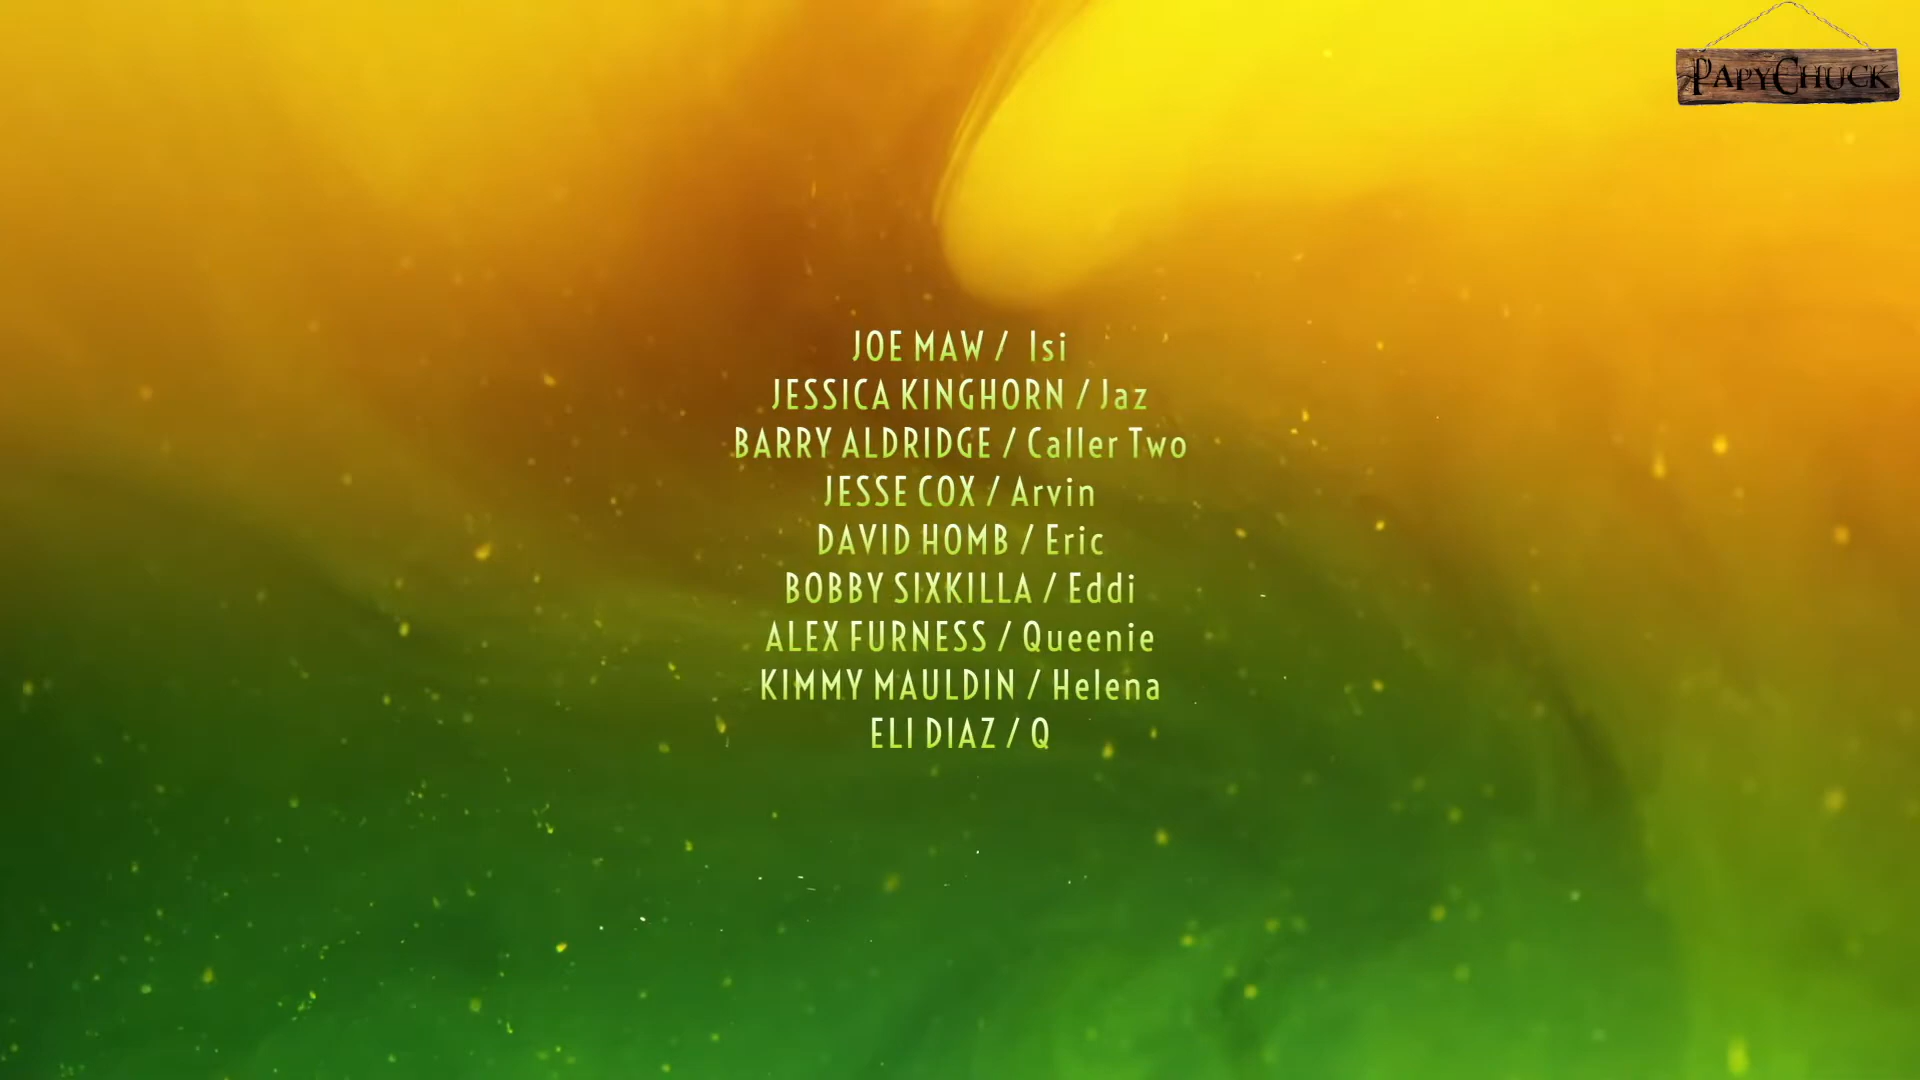 PAPYCHUCK
JOE MAW / Isi
JESSICA KINGHORN / Jaz
BARRY ALDRIDGE / Caller Two
JESSE COX / Arvin
DAVID HOMB / Eric
BOBBY SIXKILLA / Eddi
ALEX FURNESS / Queenie
KIMMY MAULDIN / Helena
ELI DIAZ / Q